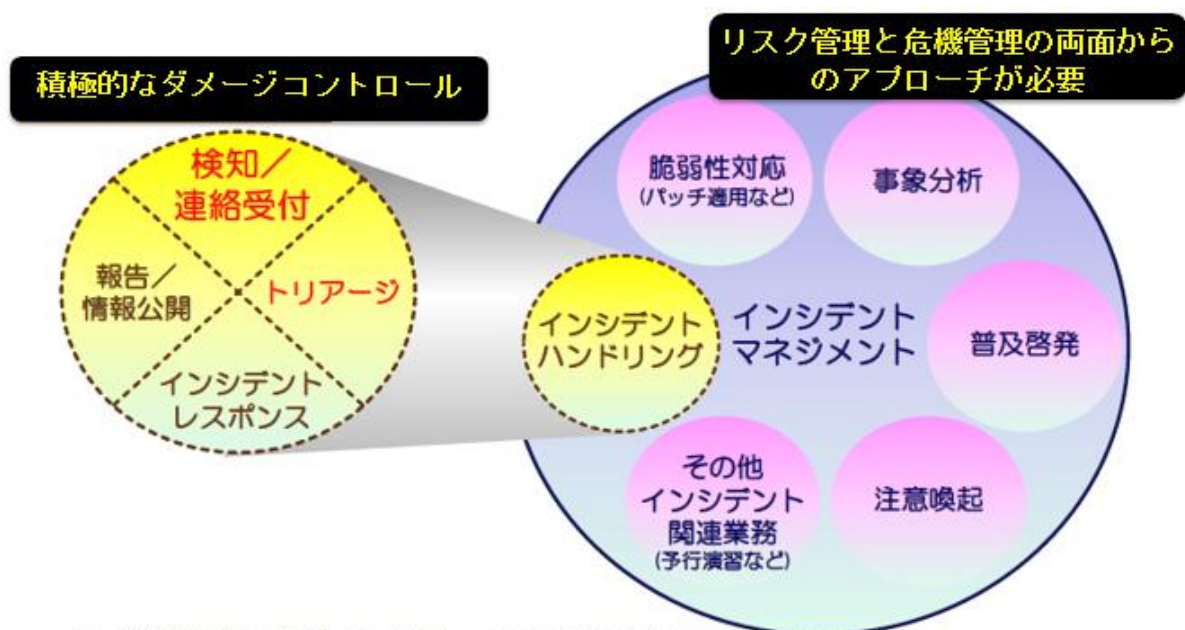 積極的なダメージコントロール
リスク管理と危機管理の両面から
のアプローチが必要
検知／
連絡受付
報告／
情報公開
トリアージ
インシデント
レスポンス
インシデント
ハンドリング
インシデント
マネジメント
脆弱性対応
(パッチ適用など)
事象分析
普及啓発
注意喚起
その他
インシデント
関連業務
(予行演習など)